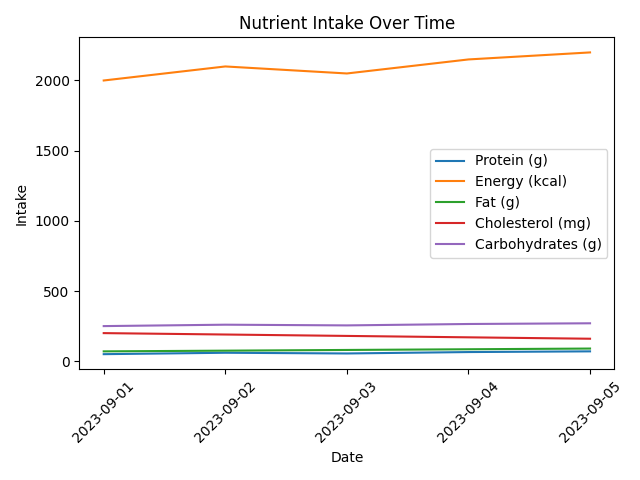 Nutrient Intake Over Time
Intake
2000
1500
1000
500
0
Protein (g)
Energy (kcal)
Fat (g)
Cholesterol (mg)
Carbohydrates (g)
2023-09-01
2023-09-02
2023-09-03
2023-09-04
2023-09-05
Date